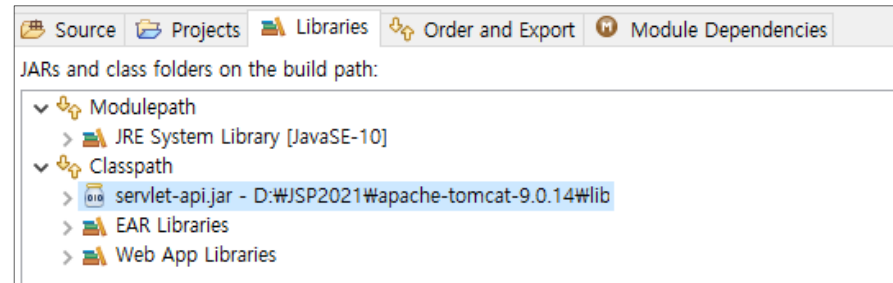 Source Projects Libraries Order and Export Module Dependencies
JARs and class folders on the build path:
Modulepath
JRE System Library [JavaSE-10]
Classpath
servlet-api.jar - D:₩JSP2021₩apache-tomcat-9.0.14₩lib
EAR Libraries
Web App Libraries